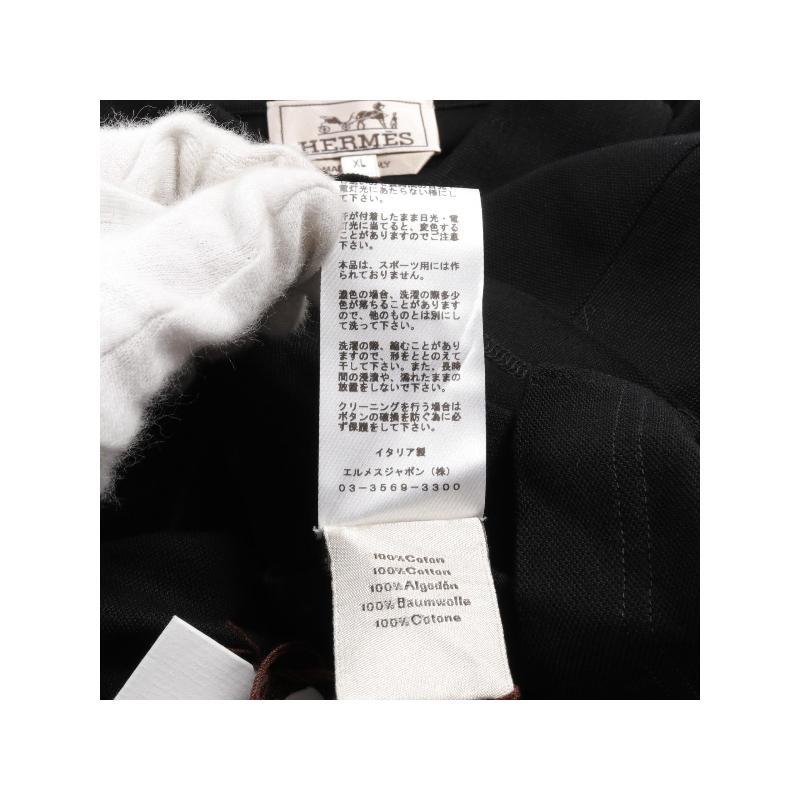 HERMÈS
XL
電灯光にあたらない様にし
て下さい。
汗が付着したまま日光・電
灯光に当てると、変色する
ことがありますのでご注意
下さい。
本品は、スポーツ用には作
られておりません。
濃色の場合、洗濯の際多少
色が落ちることがあります
ので、他のものとは別にし
て洗って下さい。
洗濯の際、縮むことがあり
ますので、形をととのえて
干して下さい。また、長時
間の浸漬や、濡れたままの
放置をしないで下さい。
クリーニングを行う場合は
ボタンの破損を防ぐ為に必
ず保護をして下さい。
イタリア製
エルメスジャポン(株)
03-3569-3300
100%Coton
100%Cotton
100%Algodón
100%Baumwolle
100%Cotone